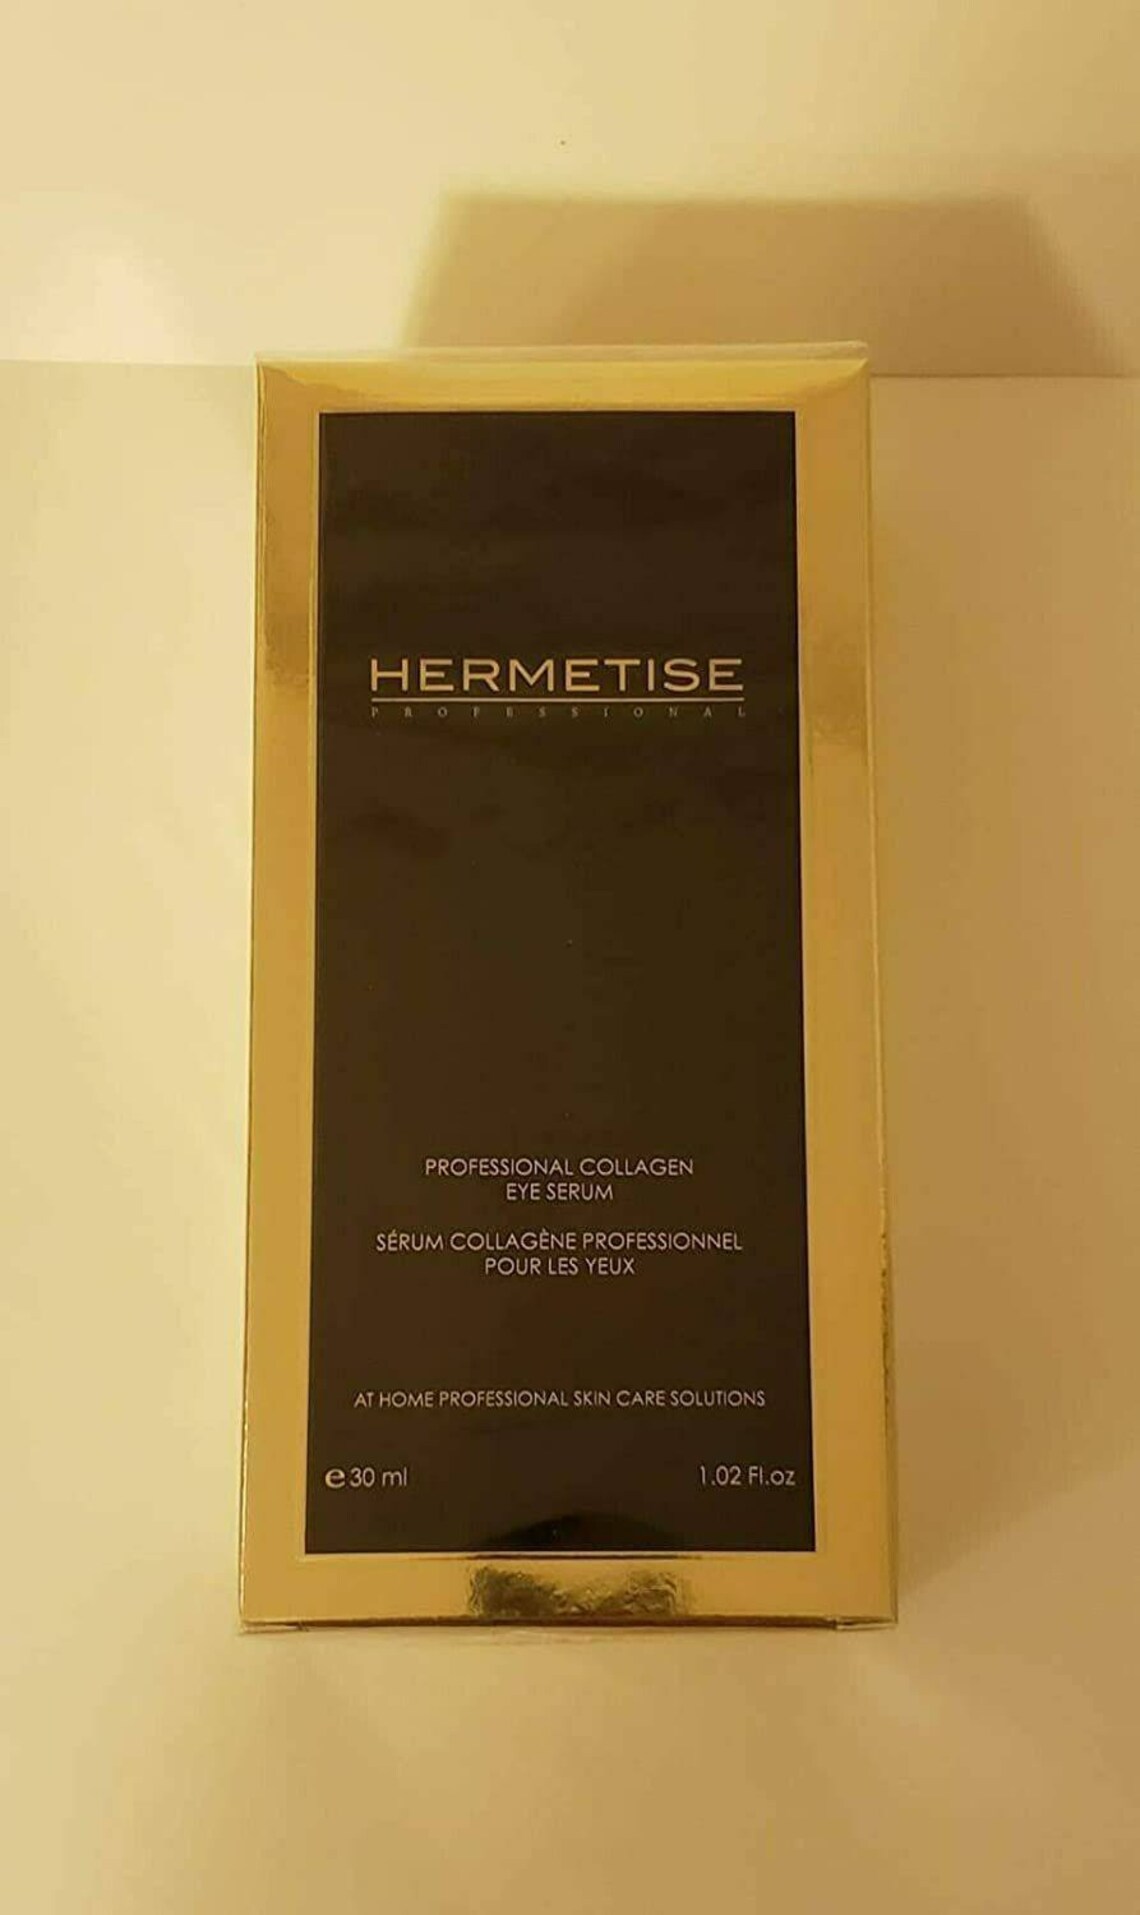 HERMETISE
PROFESSIONAL
PROFESSIONAL COLLAGEN
EYE SERUM
SÉRUM COLLAGÈNE PROFESSIONNEL
POUR LES YEUX
AT HOME PROFESSIONAL SKIN CARE SOLUTIONS
e 30 ml 1.02 Fl.oz